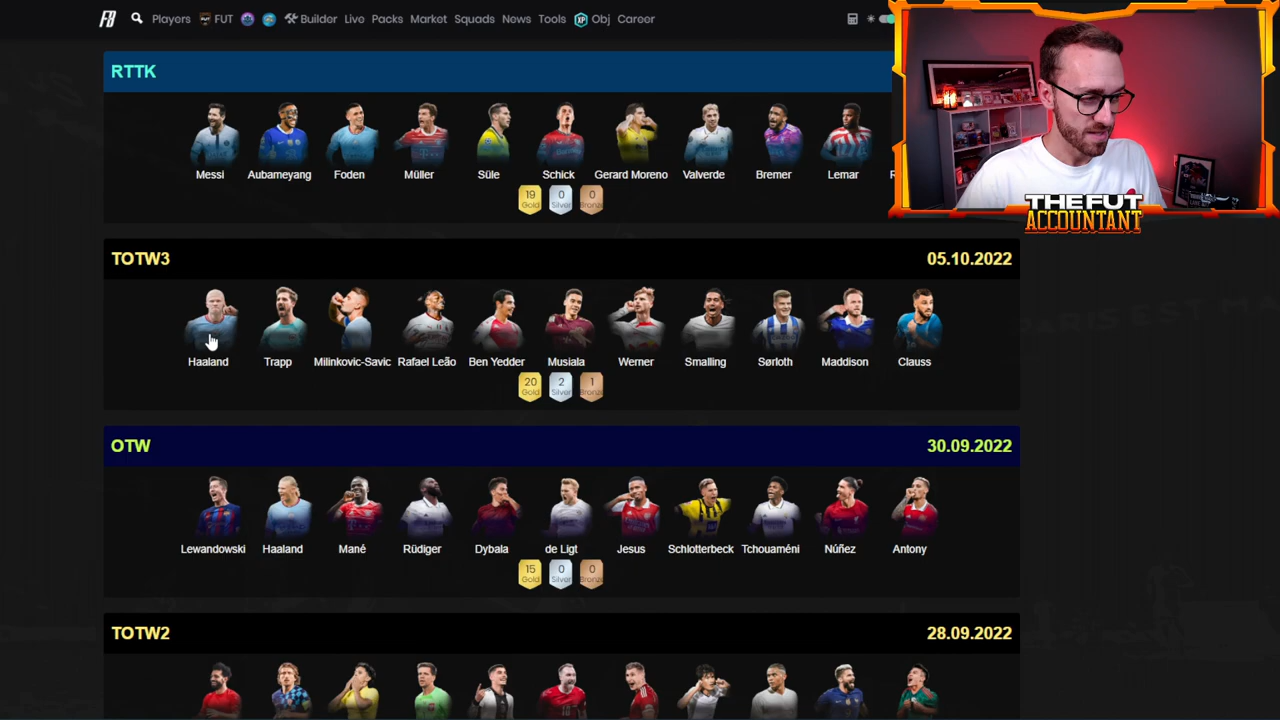 FB Players FUT Builder Live Packs Market Squads News Tools XP Obj Career
RTTK
Messi Aubameyang Foden Müller Süle Schick Gerard Moreno Valverde Bremer Lemar
19 Gold 0 Silver 0 Bronze
THE FUT
ACCOUNTANT
TOTW3 05.10.2022
Haaland Trapp Milinkovic-Savic Rafael Leão Ben Yedder Musiala Werner Smalling Sørloth Maddison Clauss
20 Gold 2 Silver 1 Bronze
OTW 30.09.2022
Lewandowski Haaland Mané Rüdiger Dybala de Ligt Jesus Schlotterbeck Tchouaméni Núñez Antony
15 Gold 0 Silver 0 Bronze
TOTW2 28.09.2022